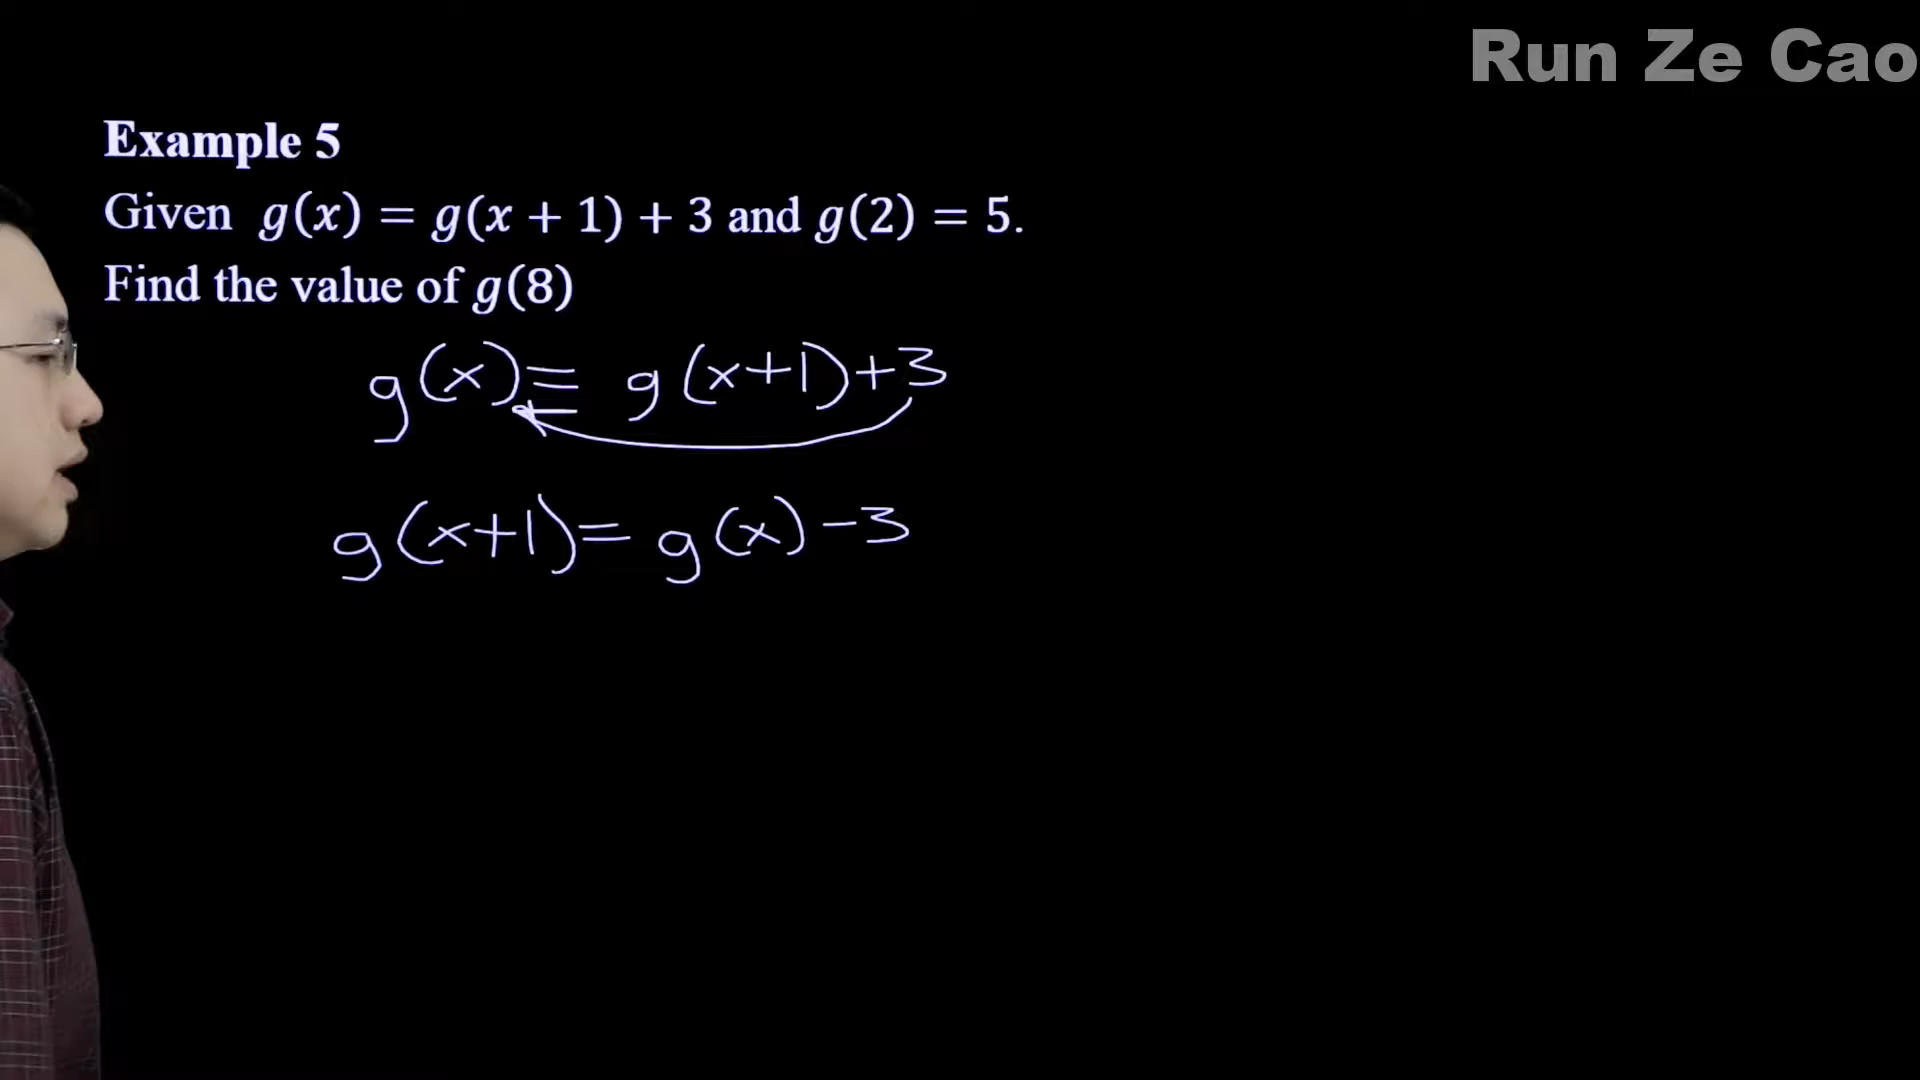 Run Ze Cao
Example 5
Given g(x) = g(x + 1) + 3 and g(2) = 5.
Find the value of g(8)
g(x) = g(x+1)+3
g(x+1)= g(x)-3